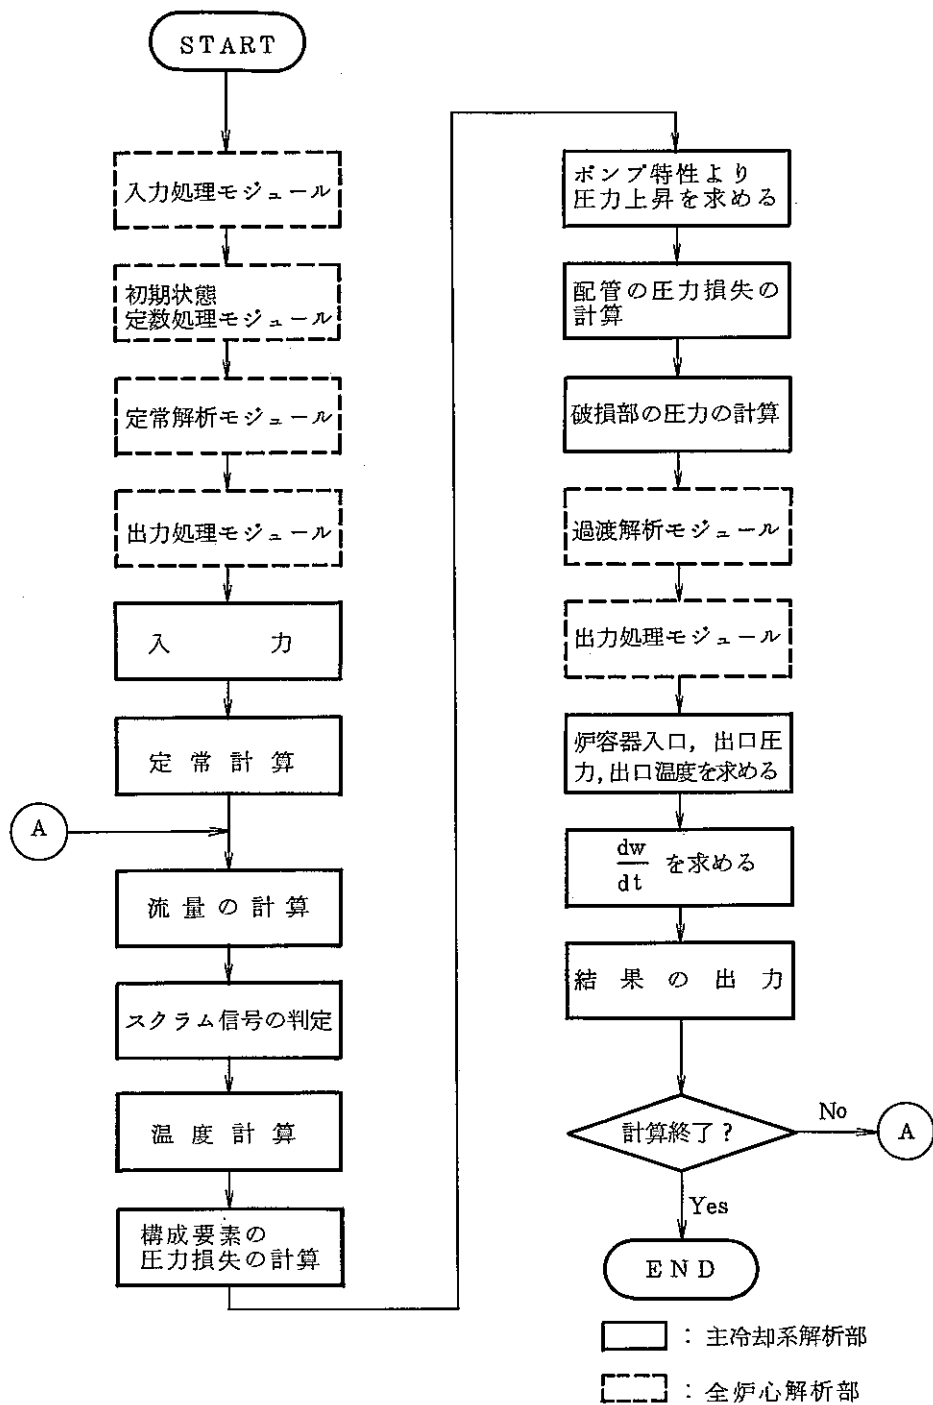 START
入力処理モジュール
初期状態
定数処理モジュール
定常解析モジュール
出力処理モジュール
入力
定常計算
A
流量の計算
スクラム信号の判定
温度計算
構成要素の
圧力損失の計算
ポンプ特性より
圧力上昇を求める
配管の圧力損失の
計算
破損部の圧力の計算
過渡解析モジュール
出力処理モジュール
炉容器入口,出口圧
力,出口温度を求める
dw
dt を求める
結果の出力
計算終了?
No
A
Yes
END
:主冷却系解析部
:全炉心解析部